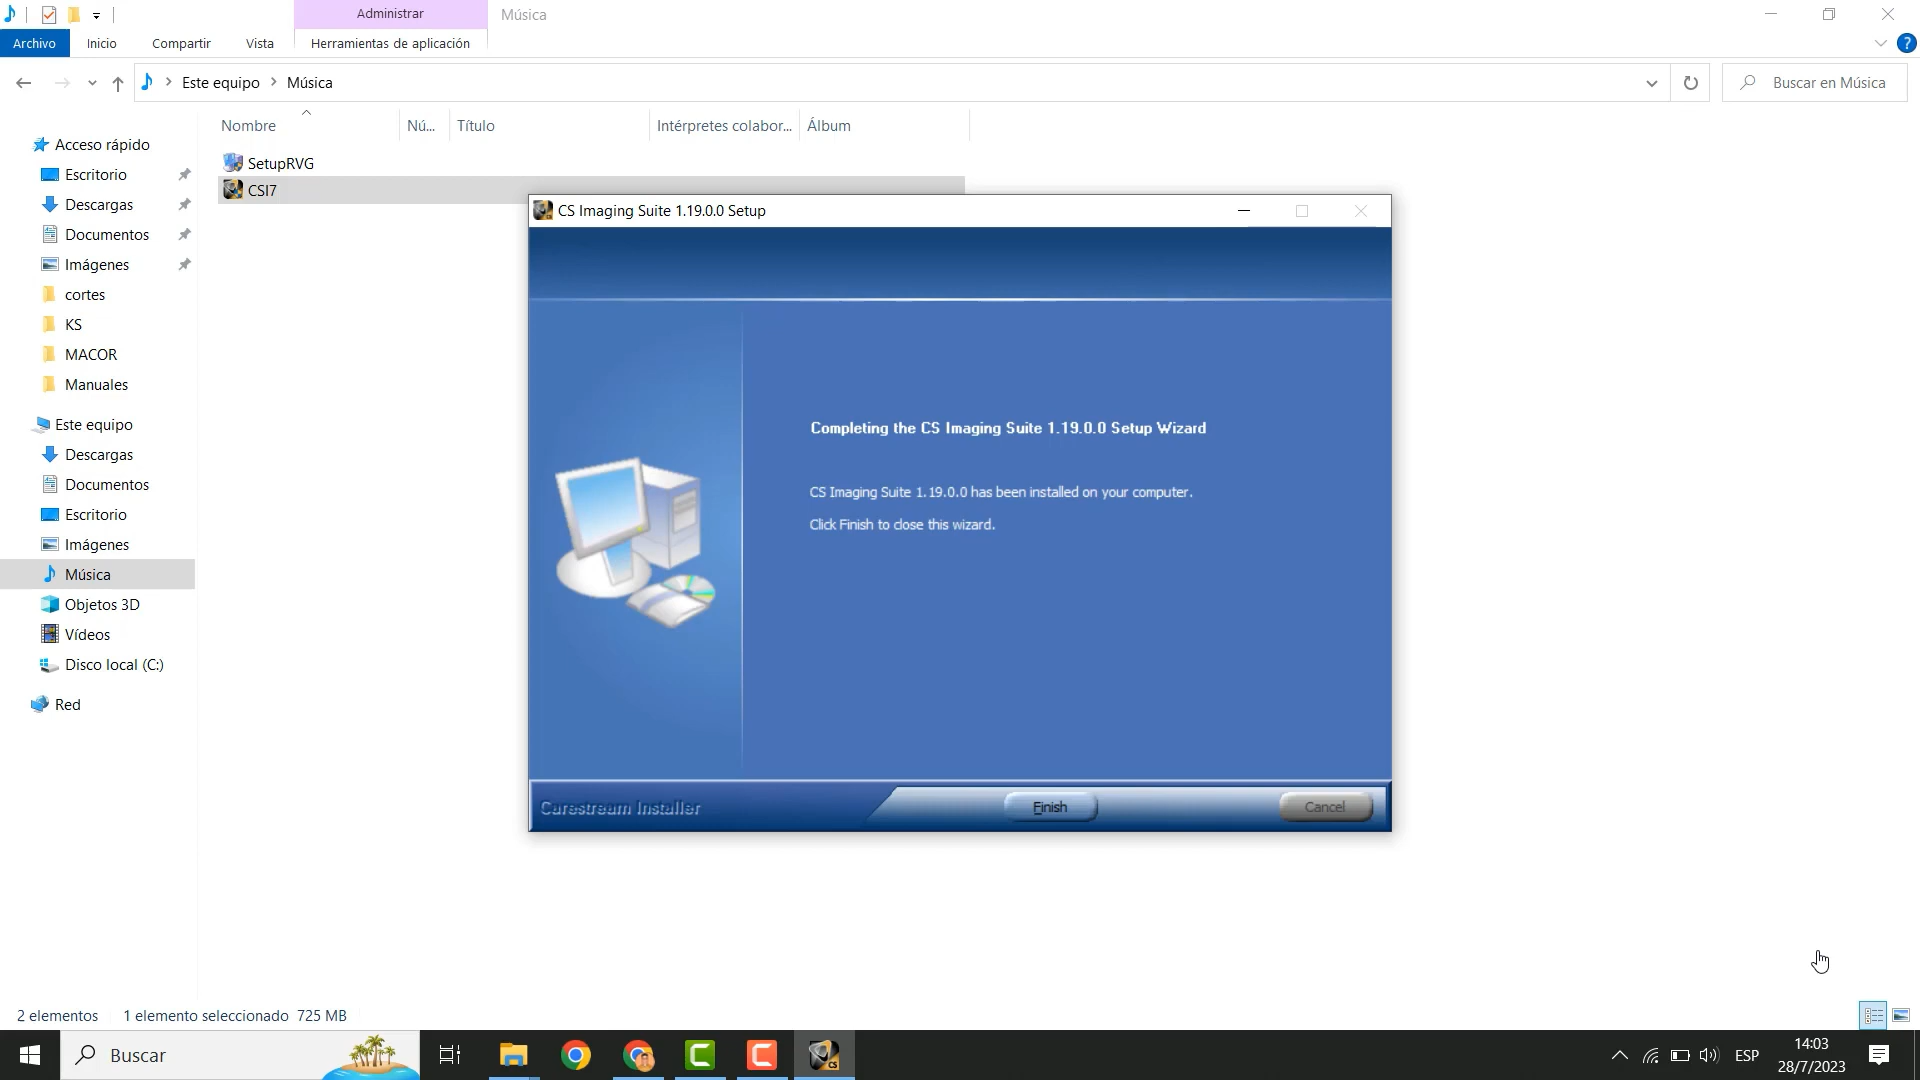 Administrar
Música
Archivo
Inicio
Compartir
Vista
Herramientas de aplicación
?
Este equipo
Música
Buscar en Música
Nombre
Nú...
Título
Intérpretes colabor...
Álbum
Acceso rápido
Escritorio
Descargas
Documentos
Imágenes
cortes
KS
MACOR
Manuales
Este equipo
Descargas
Documentos
Escritorio
Imágenes
Música
Objetos 3D
Vídeos
Disco local (C:)
Red
SetupRVG
CSI7
CS Imaging Suite 1.19.0.0 Setup
Completing the CS Imaging Suite 1.19.0.0 Setup Wizard
CS Imaging Suite 1.19.0.0 has been installed on your computer.
Click Finish to close this wizard.
Carestream Installer
Finish
Cancel
2 elementos
1 elemento seleccionado 725 MB
Buscar
CS
ESP
14:03
28/7/2023